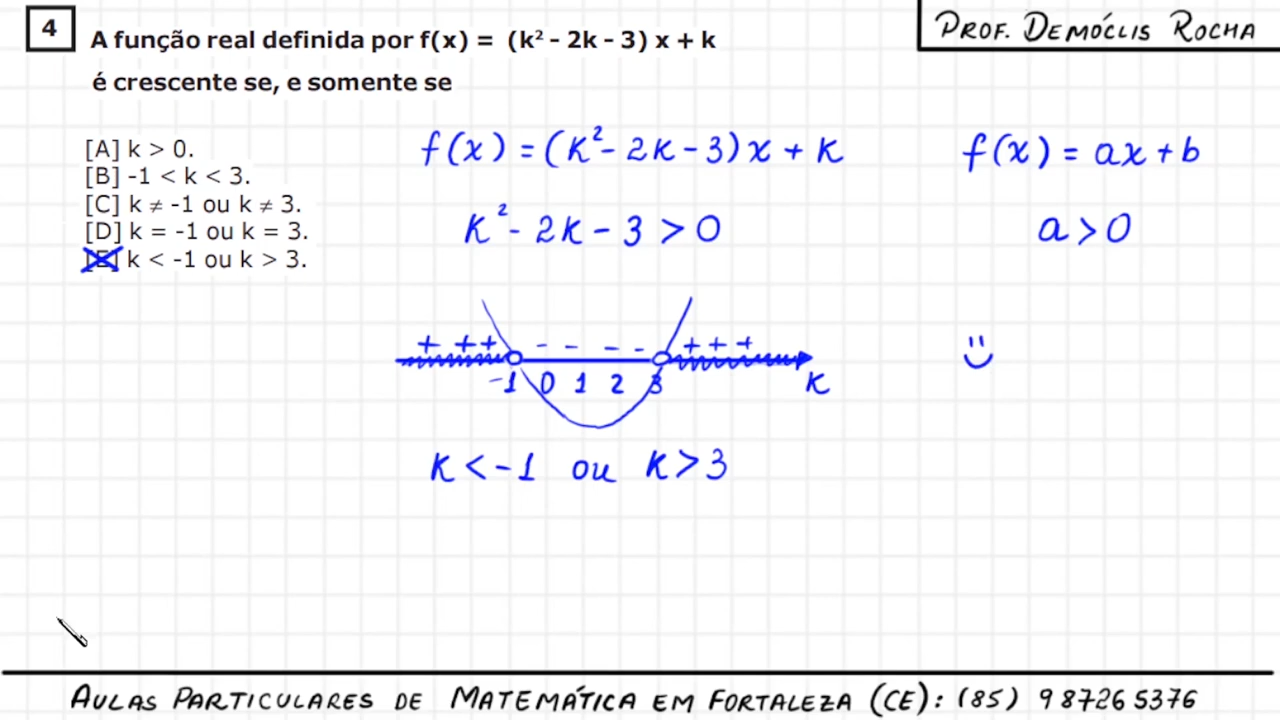 4
A função real definida por f(x) = (k² - 2k - 3) x + k
é crescente se, e somente se
PROF. DEMÓCLIS ROCHA
[A] k > 0.
[B] -1 < k < 3.
[C] k ≠ -1 ou k ≠ 3.
[D] k = -1 ou k = 3.
[E] k < -1 ou k > 3.
f(x) = (k² - 2k - 3)x + k
k² - 2k - 3 > 0
+ + + - - - - + + +
-1 0 1 2 3 k
k < -1 ou k > 3
f(x) = ax + b
a > 0
AULAS PARTICULARES DE MATEMÁTICA EM FORTALEZA (CE): (85) 9 8726 5376